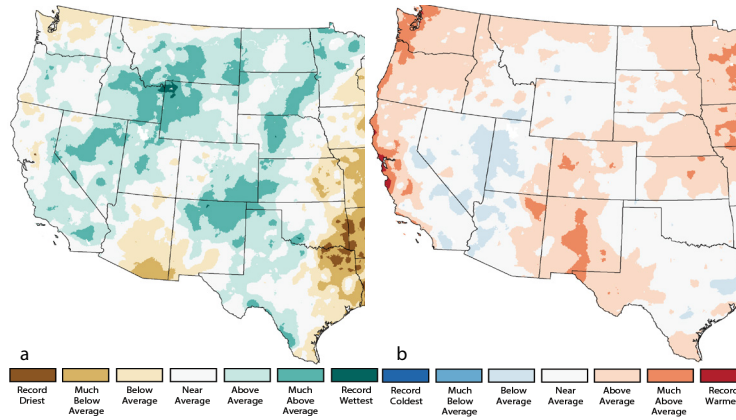 a
b
Record Driest
Much Below Average
Below Average
Near Average
Above Average
Much Above Average
Record Wettest
Record Coldest
Much Below Average
Below Average
Near Average
Above Average
Much Above Average
Record Warme